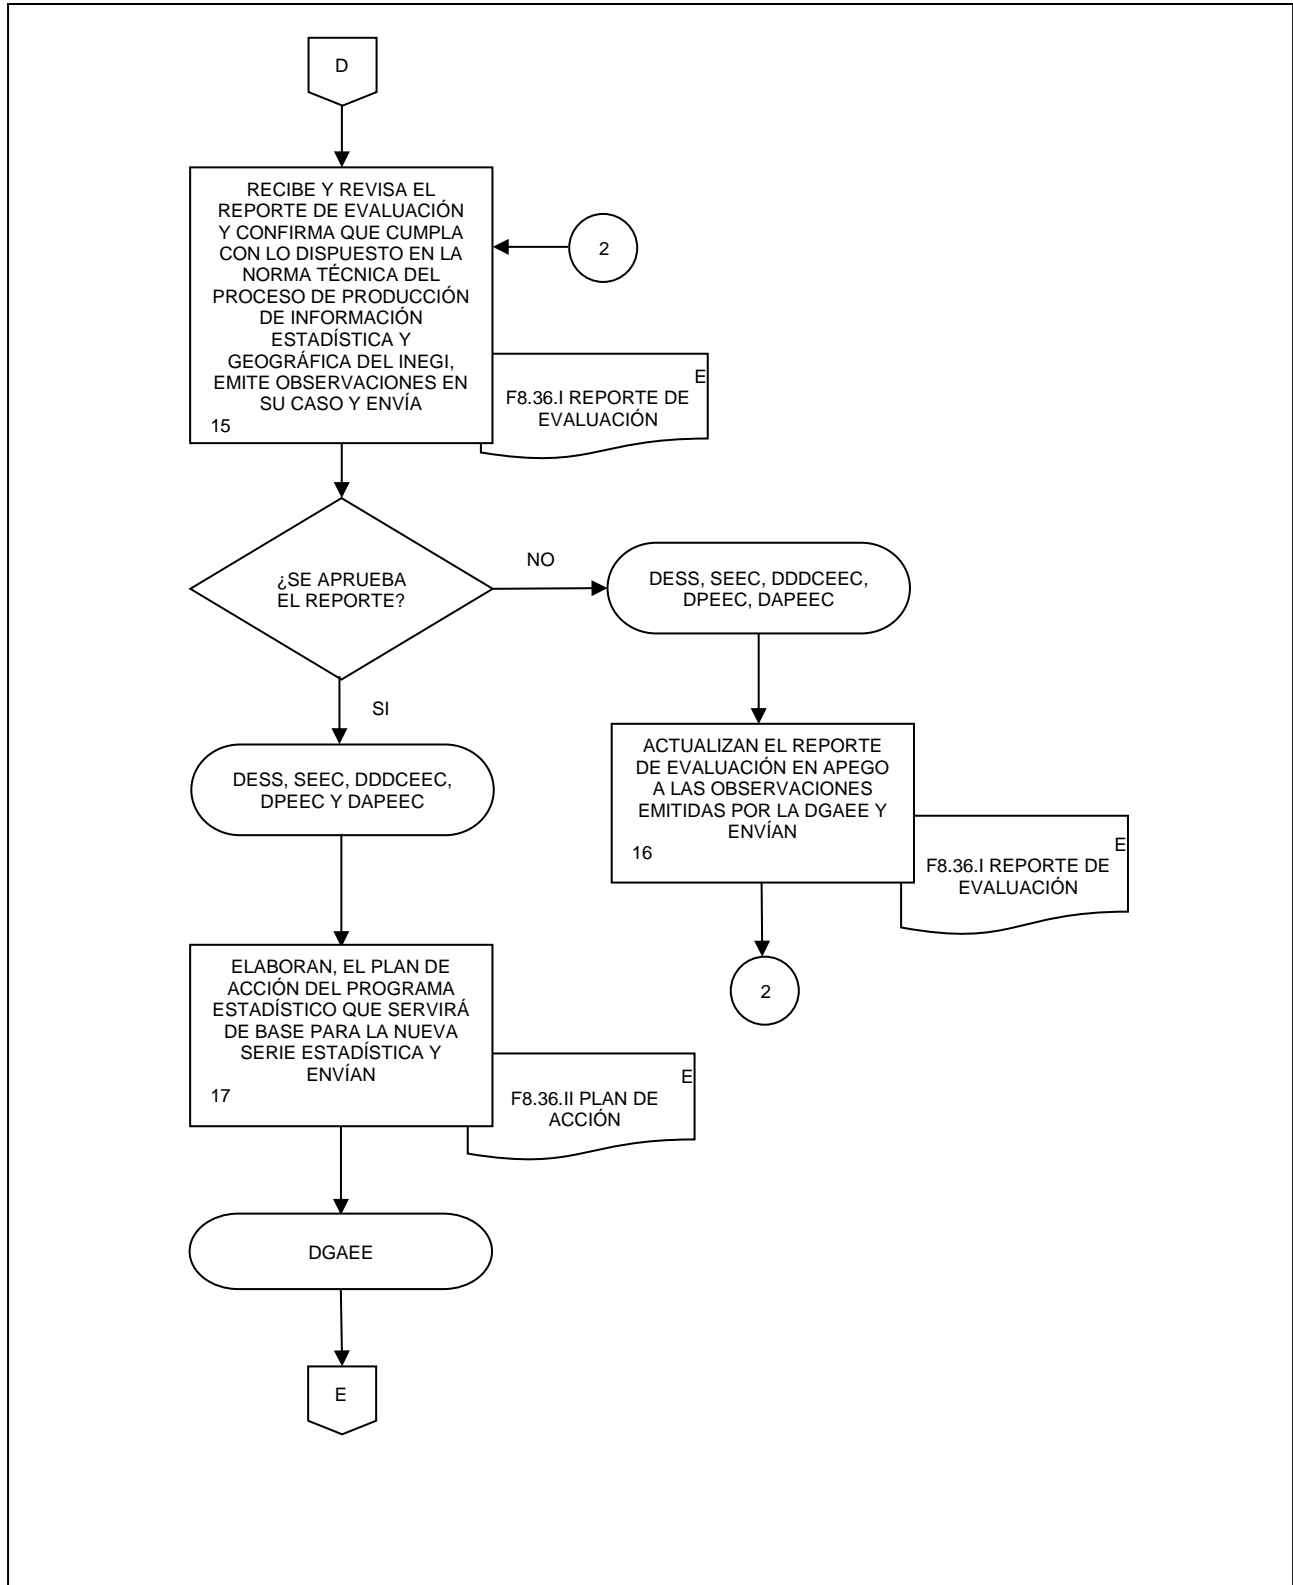 D
RECIBE Y REVISA EL
REPORTE DE EVALUACIÓN
Y CONFIRMA QUE CUMPLA
CON LO DISPUESTO EN LA
NORMA TÉCNICA DEL
PROCESO DE PRODUCCIÓN
DE INFORMACIÓN
ESTADÍSTICA Y
GEOGRÁFICA DEL INEGI,
EMITE OBSERVACIONES EN
SU CASO Y ENVÍA
15
2
E
F8.36.I REPORTE DE
EVALUACIÓN
¿SE APRUEBA
EL REPORTE?
NO
DESS, SEEC, DDDCEEC,
DPEEC, DAPEEC
SI
DESS, SEEC, DDDCEEC,
DPEEC Y DAPEEC
ACTUALIZAN EL REPORTE
DE EVALUACIÓN EN APEGO
A LAS OBSERVACIONES
EMITIDAS POR LA DGAEE Y
ENVÍAN
16
E
F8.36.I REPORTE DE
EVALUACIÓN
2
ELABORAN, EL PLAN DE
ACCIÓN DEL PROGRAMA
ESTADÍSTICO QUE SERVIRÁ
DE BASE PARA LA NUEVA
SERIE ESTADÍSTICA Y
ENVÍAN
17
E
F8.36.II PLAN DE
ACCIÓN
DGAEE
E